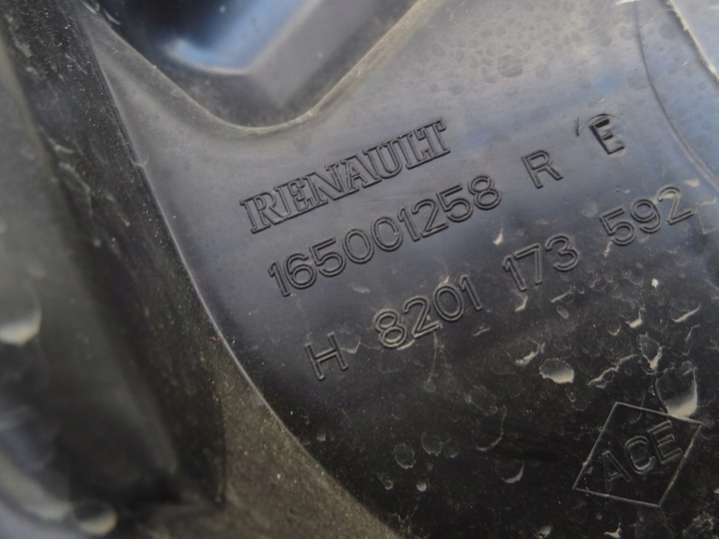 RENAULT
165001258 R E
H 8201 173 592
ACE